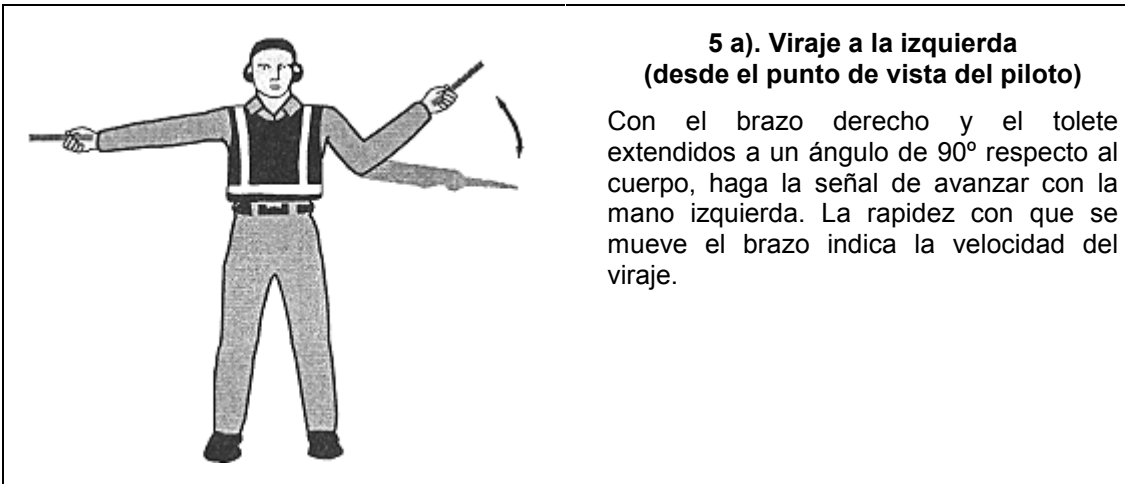 5 a). Viraje a la izquierda
(desde el punto de vista del piloto)
Con el brazo derecho y el tolete
extendidos a un ángulo de 90º respecto al
cuerpo, haga la señal de avanzar con la
mano izquierda. La rapidez con que se
mueve el brazo indica la velocidad del
viraje.